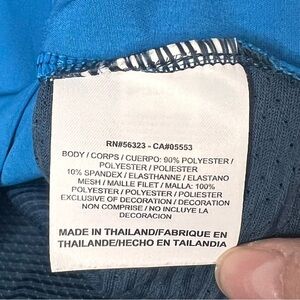 RN#56323 - CA#05553
BODY / CORPS / CUERPO: 90% POLYESTER /
POLYESTER / POLIESTER
10% SPANDEX / ELASTHANNE / ELASTANO
MESH / MAILLE FILET / MALLA: 100%
POLYESTER / POLYESTER / POLIESTER
EXCLUSIVE OF DECORATION / DECORATION
NON COMPRISE / NO INCLUYE LA
DECORACION
MADE IN THAILAND/FABRIQUE EN
THAILANDE/HECHO EN TAILANDIA